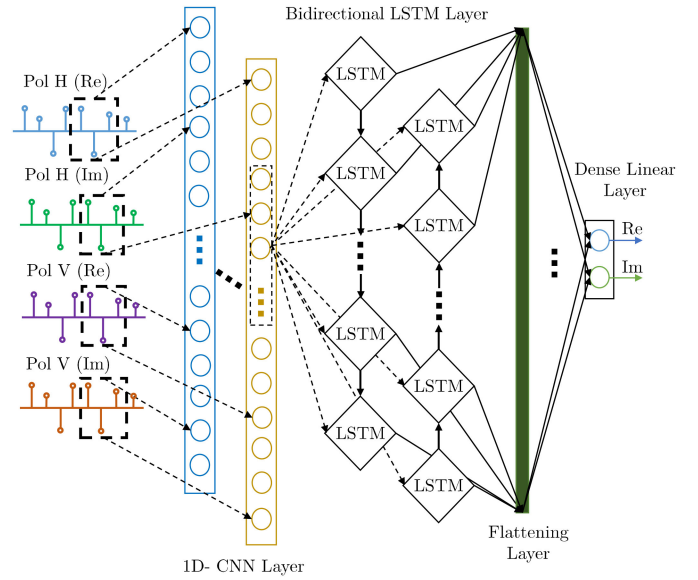 Bidirectional LSTM Layer
Pol H (Re)
Pol H (Im)
Pol V (Re)
Pol V (Im)
LSTM
LSTM
LSTM
LSTM
LSTM
LSTM
LSTM
LSTM
Dense Linear
Layer
Re
Im
Flattening
Layer
1D- CNN Layer